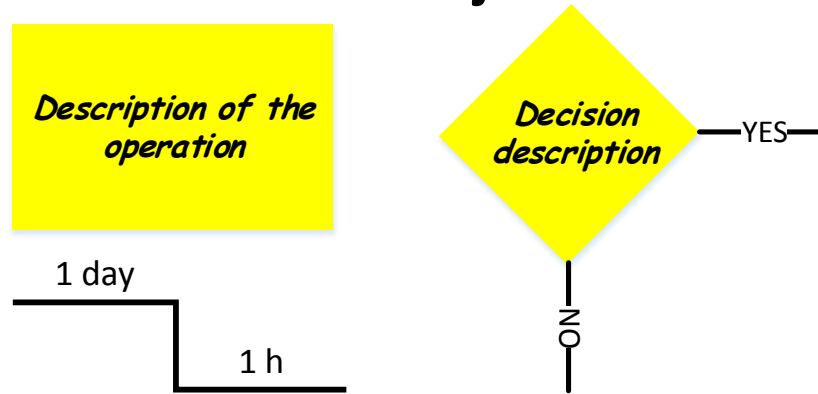 Description of the
operation
Decision
description
YES
1 day
1 h
NO